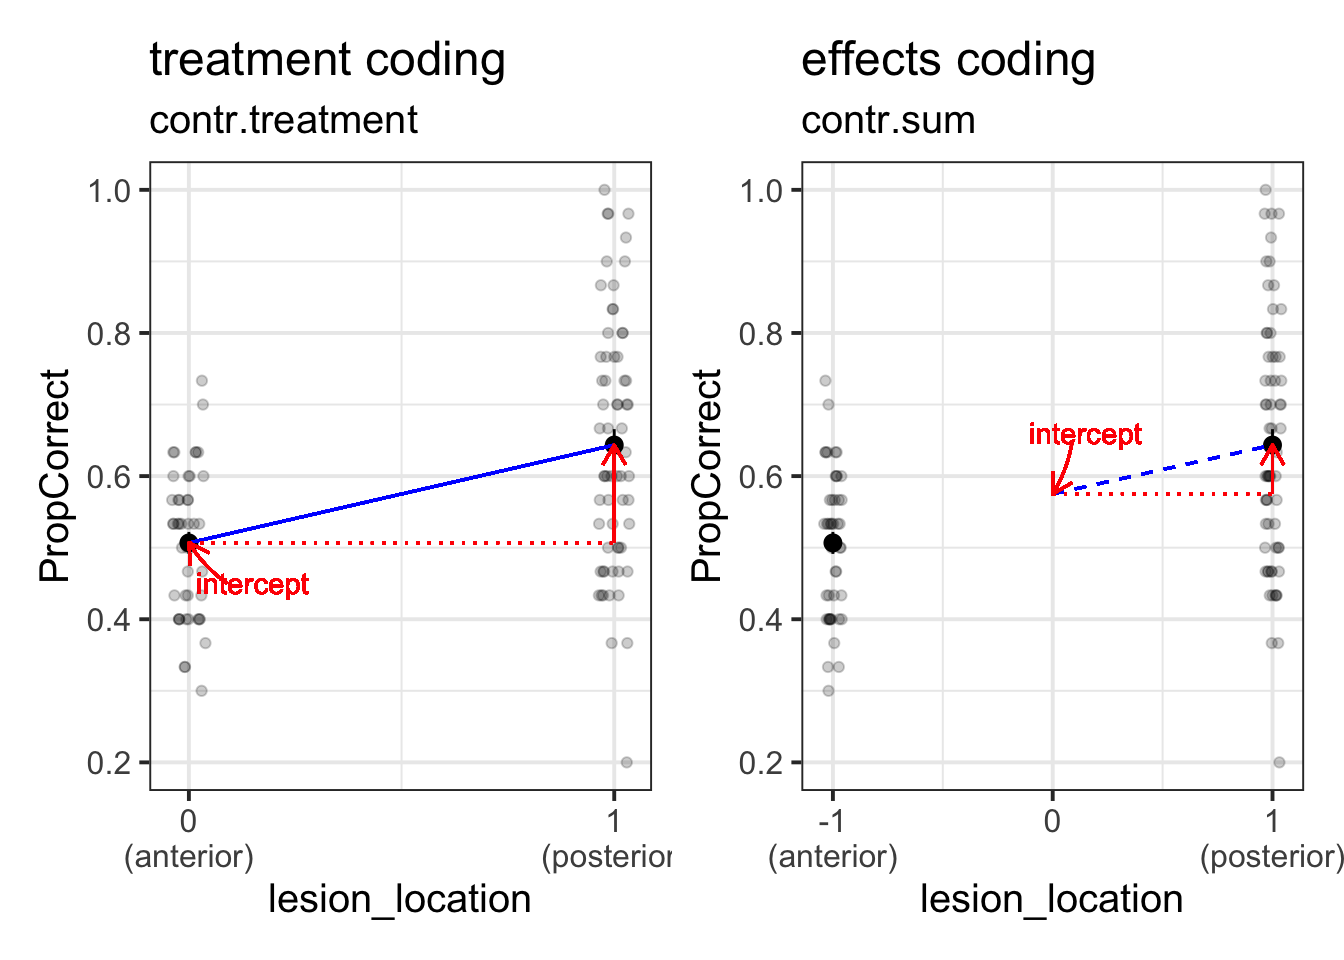 treatment coding
contr.treatment
PropCorrect
1.0
0.8
0.6
0.4
0.2
intercept
0
1
(anterior)
(posterior
lesion_location
effects coding
contr.sum
PropCorrect
1.0
0.8
0.6
0.4
0.2
intercept
-1
0
1
(anterior)
(posterior)
lesion_location